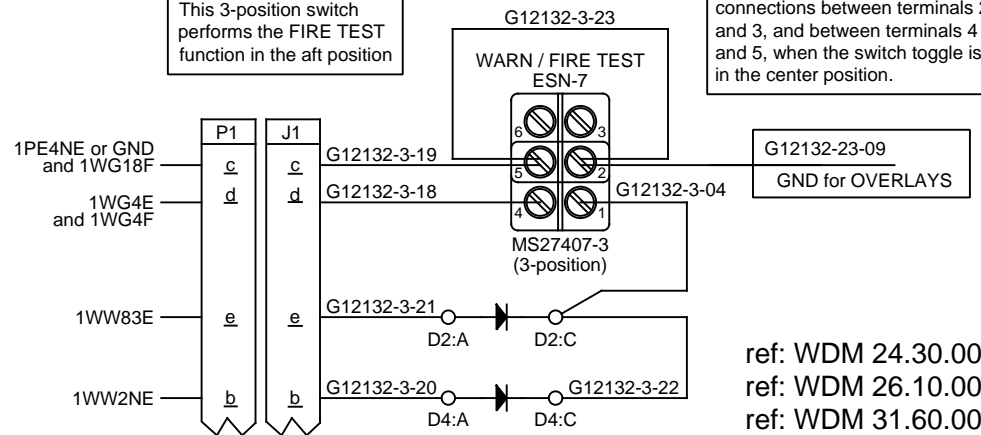 This 3-position switch
performs the FIRE TEST
function in the aft position
G12132-3-23
connections between terminals 2
and 3, and between terminals 4
and 5, when the switch toggle is
in the center position.
WARN / FIRE TEST
ESN-7
6
3
5
2
4
1
MS27407-3
(3-position)
P1
J1
1PE4NE or GND
and 1WG18F
c
c
G12132-3-19
G12132-23-09
GND for OVERLAYS
1WG4E
and 1WG4F
d
d
G12132-3-18
G12132-3-04
1WW83E
e
e
G12132-3-21
D2:A
D2:C
1WW2NE
b
b
G12132-3-20
G12132-3-22
D4:A
D4:C
ref: WDM 24.30.00
ref: WDM 26.10.00
ref: WDM 31.60.00